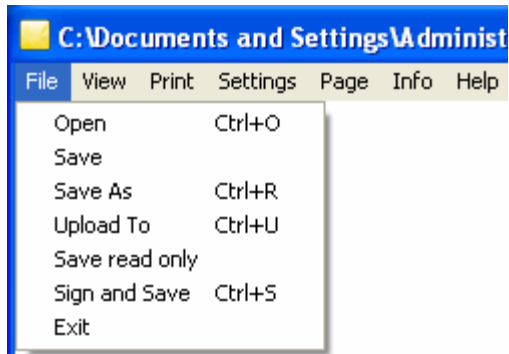 C:\Documents and Settings\Administ
File View Print Settings Page Info Help
Open Ctrl+O
Save
Save As Ctrl+R
Upload To Ctrl+U
Save read only
Sign and Save Ctrl+S
Exit